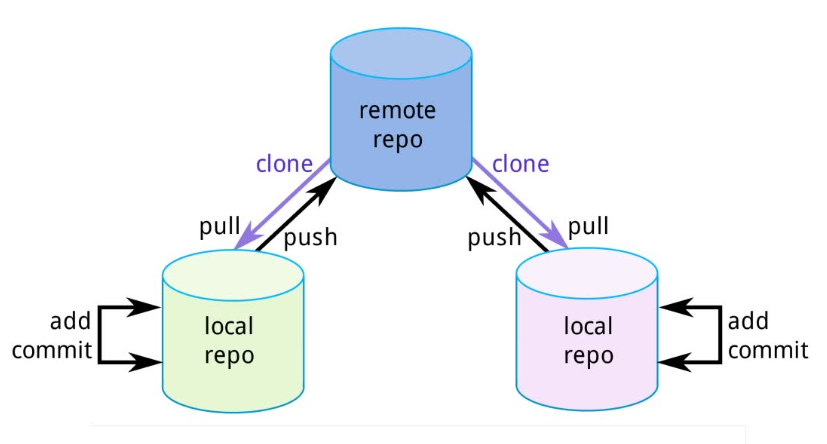 remote
repo
clone
clone
pull
push
push
pull
local
repo
local
repo
add
commit
add
commit